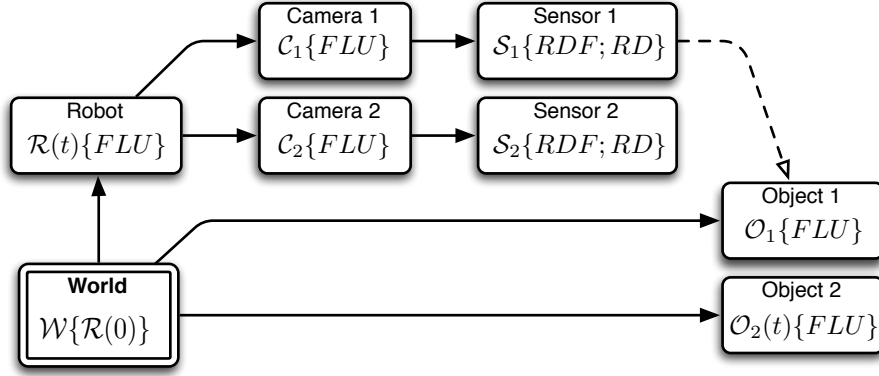 Camera 1
C₁{FLU}
Sensor 1
S₁{RDF; RD}
Robot
R(t){FLU}
Camera 2
C₂{FLU}
Sensor 2
S₂{RDF; RD}
Object 1
O₁{FLU}
World
W{R(0)}
Object 2
O₂(t){FLU}